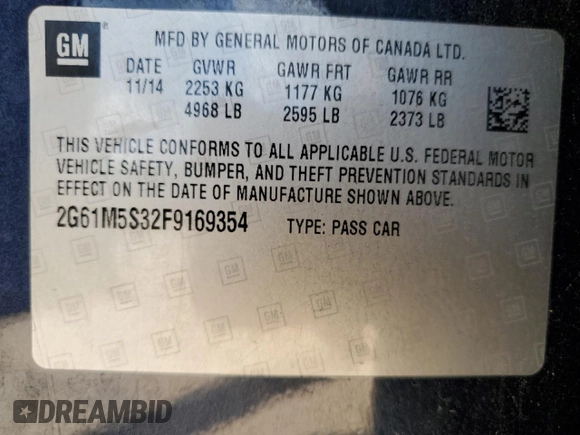 GM
MFD BY GENERAL MOTORS OF CANADA LTD.
DATE GVWR GAWR FRT GAWR RR
11/14 2253 KG 1177 KG 1076 KG
4968 LB 2595 LB 2373 LB
THIS VEHICLE CONFORMS TO ALL APPLICABLE U.S. FEDERAL MOTOR
VEHICLE SAFETY, BUMPER, AND THEFT PREVENTION STANDARDS IN
EFFECT ON THE DATE OF MANUFACTURE SHOWN ABOVE.
2G61M5S32F9169354 TYPE: PASS CAR
DREAMBID